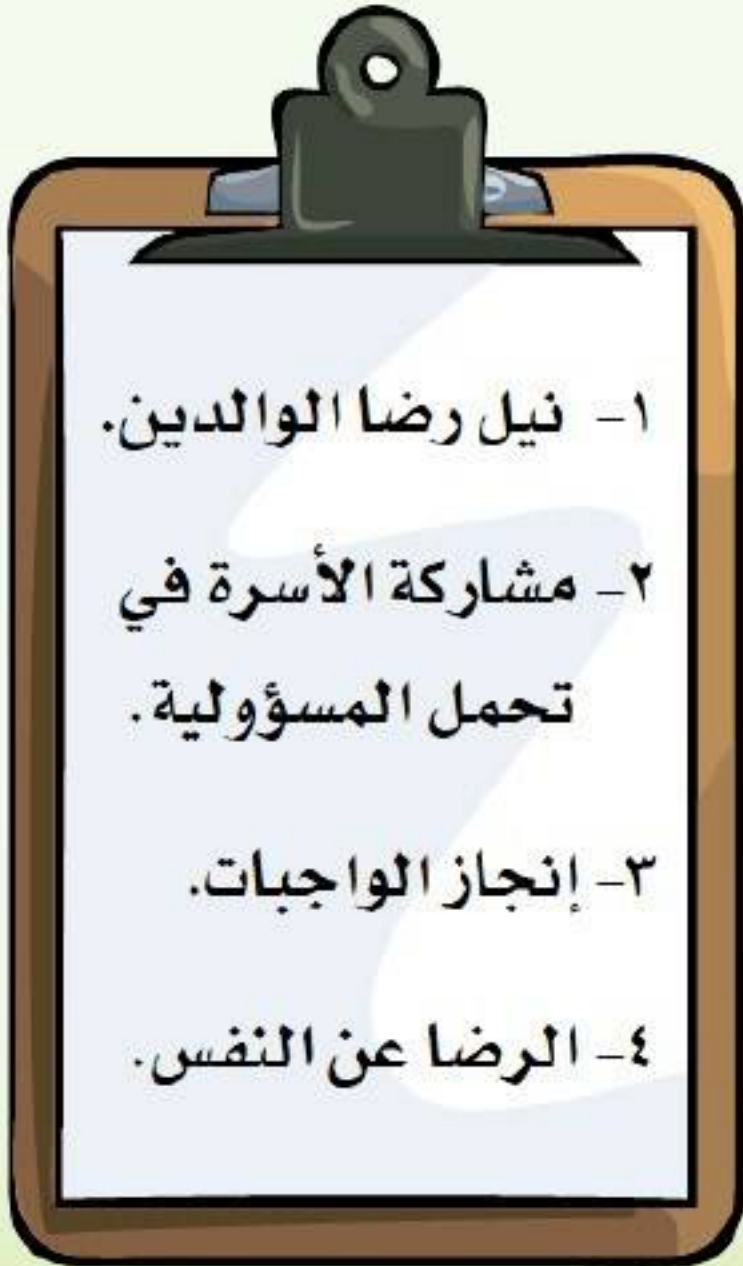 ١- نيل رضا الوالدين.
٢- مشاركة الأسرة في
تحمل المسؤولية.
٣- إنجاز الواجبات.
٤- الرضا عن النفس.